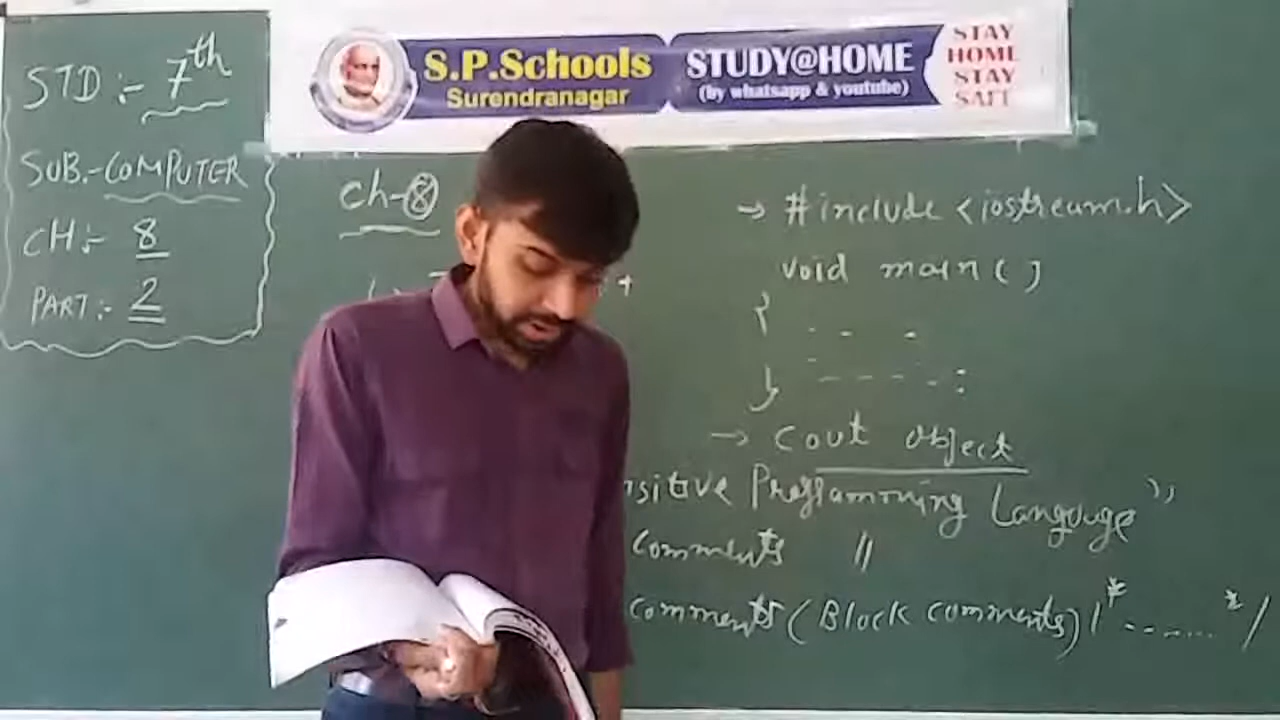 STD :- 7th
SUB.- COMPUTER
CH :- 8
PART :- 2
S.P.Schools
Surendranagar
STUDY@HOME
(by whatsapp & youtube)
STAY
HOME
STAY
SAFE
ch-8
→ #include <iostream.h>
void main()
{
}
→ cout object
sitive Programming Language"
comments //
comments (Block comments) /* ------ */